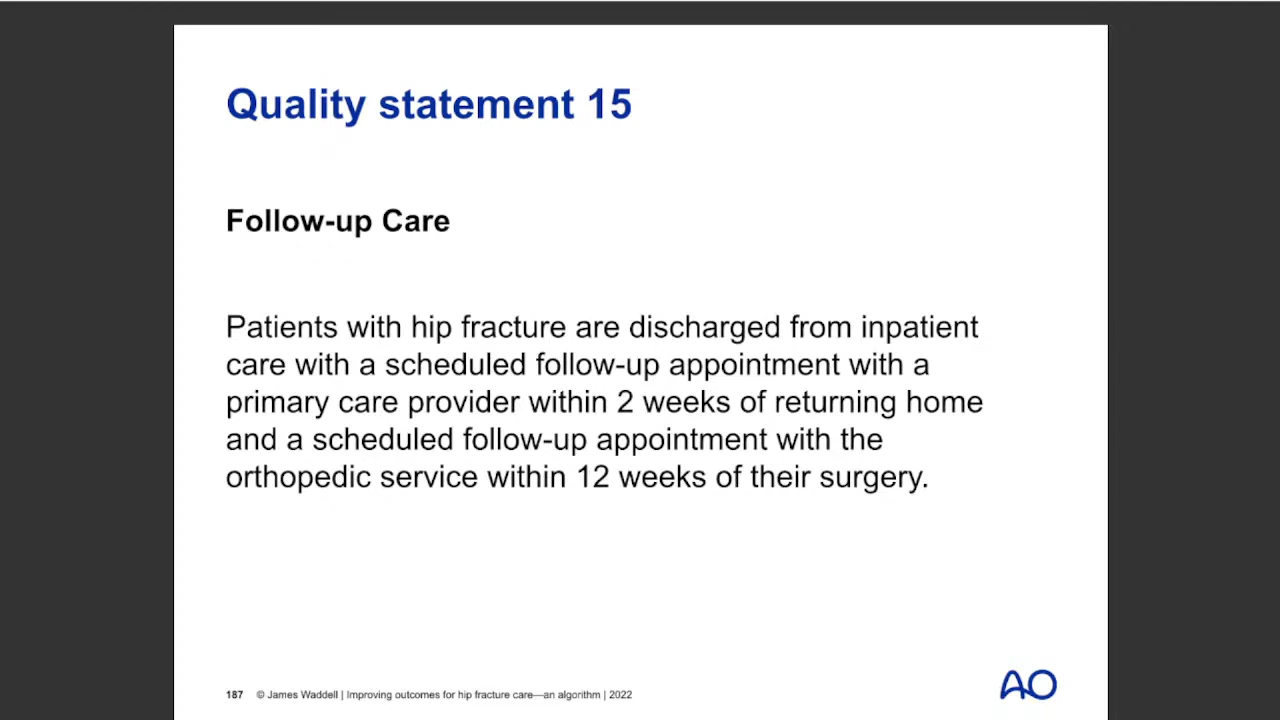 Quality statement 15
Follow-up Care
Patients with hip fracture are discharged from inpatient
care with a scheduled follow-up appointment with a
primary care provider within 2 weeks of returning home
and a scheduled follow-up appointment with the
orthopedic service within 12 weeks of their surgery.
187 © James Waddell | Improving outcomes for hip fracture care—an algorithm | 2022
AO